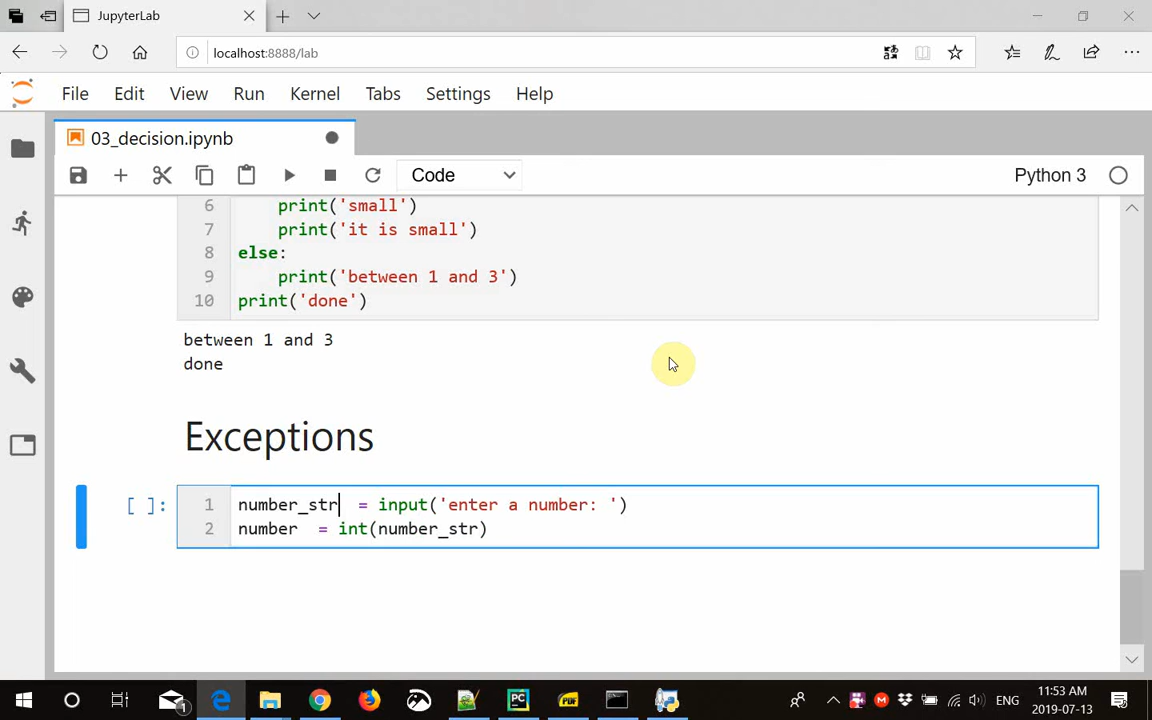 JupyterLab
localhost:8888/lab
File Edit View Run Kernel Tabs Settings Help
03_decision.ipynb
Code Python 3
6 print('small')
7 print('it is small')
8 else:
9 print('between 1 and 3')
10 print('done')
between 1 and 3
done
Exceptions
[ ]: 1 number_str = input('enter a number: ')
2 number = int(number_str)
1 PC PDF ENG 11:53 AM
2019-07-13